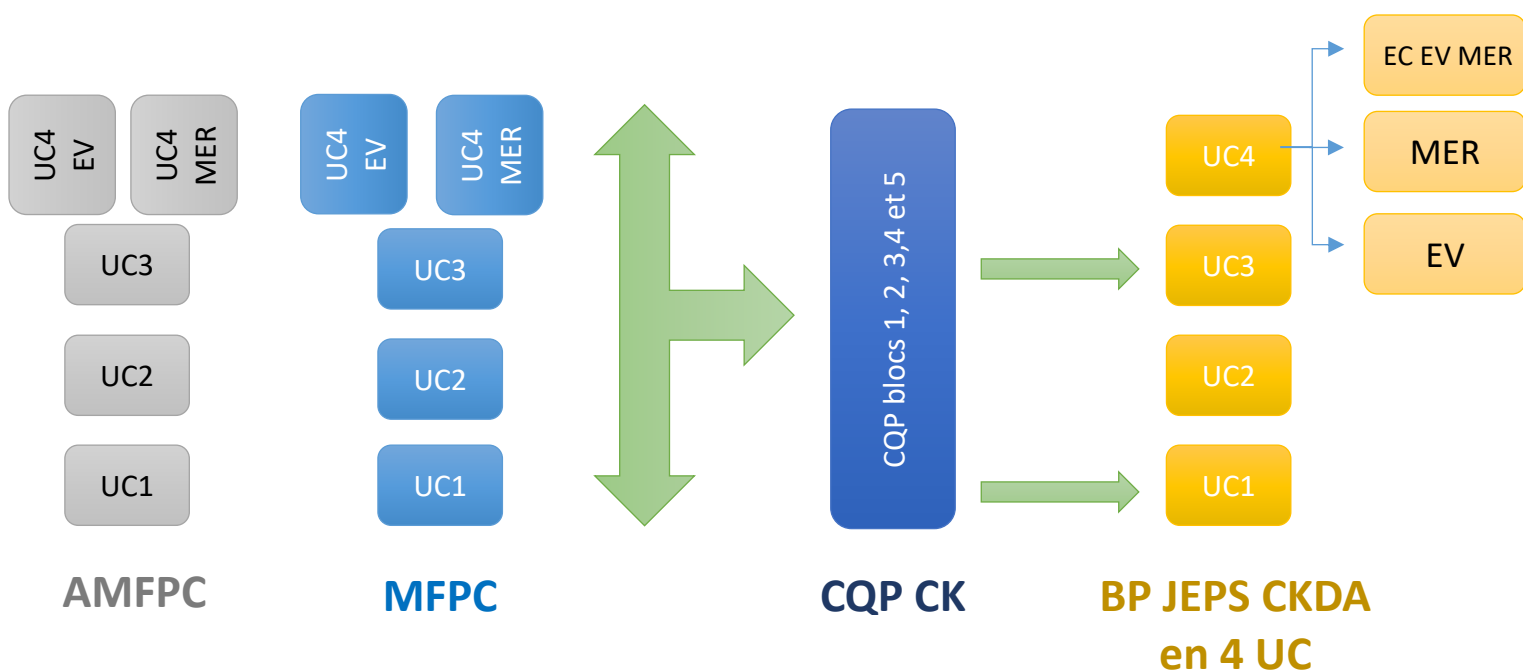 UC4
EV
UC4
MER
UC3
UC2
UC1
AMFPC
UC4
EV
UC4
MER
UC3
UC2
UC1
MFPC
CQP blocs 1, 2, 3,4 et 5
CQP CK
UC4
UC3
UC2
UC1
BP JEPS CKDA
en 4 UC
EC EV MER
MER
EV